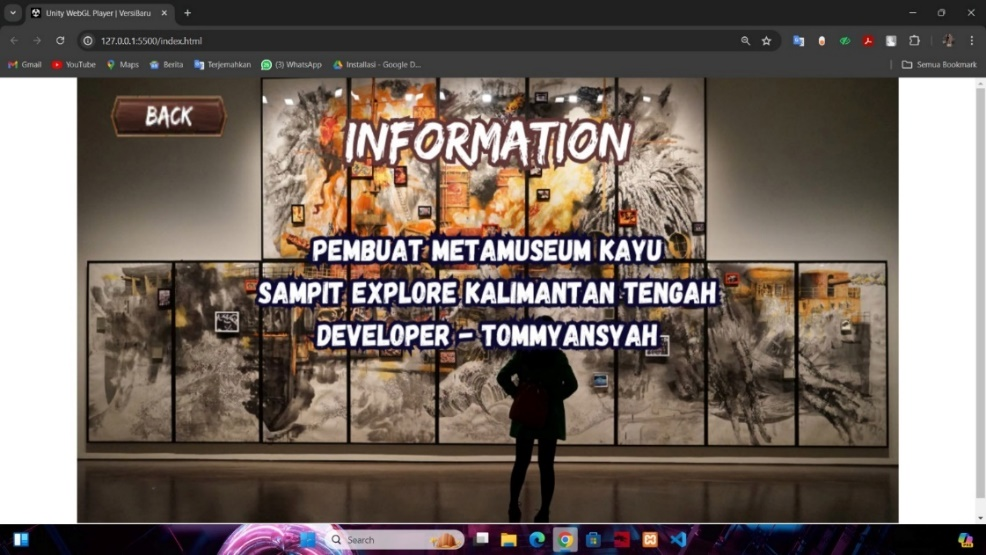 Unity WebGL Player | VersiBaru
127.0.0.1:5500/index.html
Gmail
YouTube
Maps
Berita
Terjemahkan
(3) WhatsApp
Installasi - Google D...
Semua Bookmark
BACK
INFORMATION
PEMBUAT METAMUSEUM KAYU
SAMPIT EXPLORE KALIMANTAN TENGAH
DEVELOPER - TOMMYANSYAH
Search